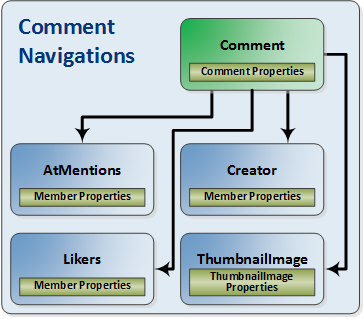 Comment
Navigations
Comment
Comment Properties
AtMentions
Member Properties
Creator
Member Properties
Likers
Member Properties
ThumbnailImage
ThumbnailImage
Properties